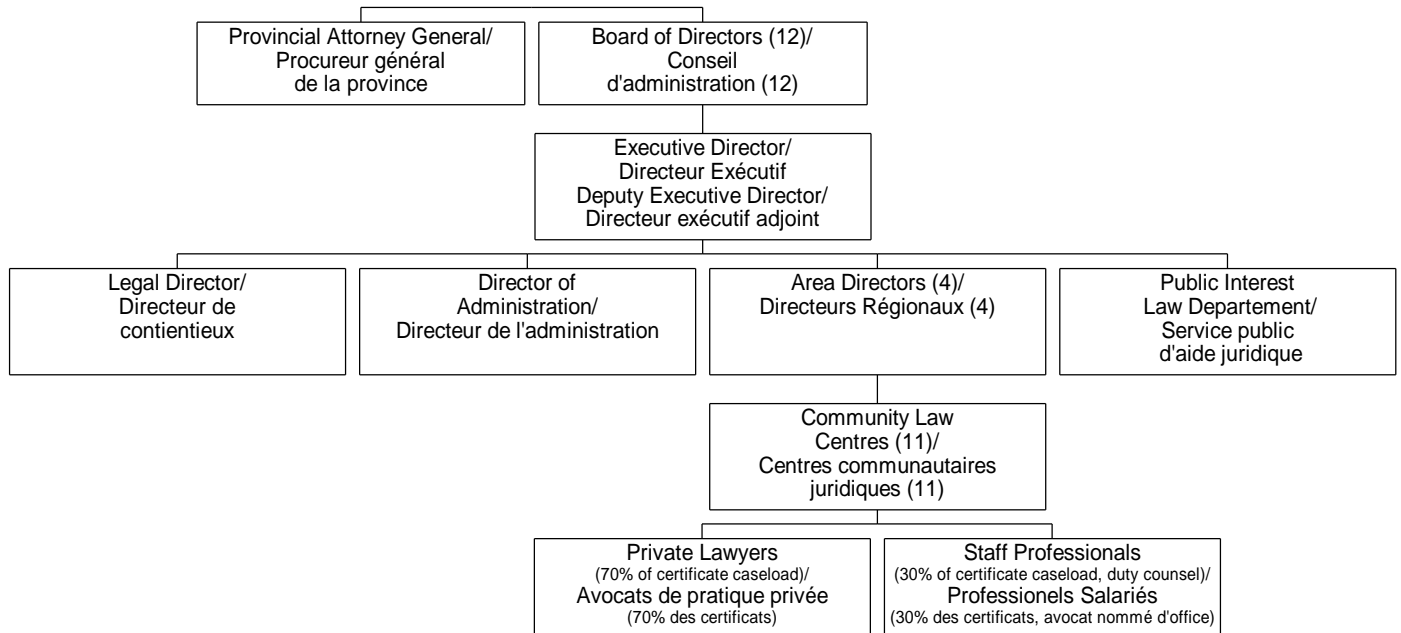 Provincial Attorney General/
Procureur général
de la province
Board of Directors (12)/
Conseil
d'administration (12)
Executive Director/
Directeur Exécutif
Deputy Executive Director/
Directeur exécutif adjoint
Legal Director/
Directeur de
contientieux
Director of
Administration/
Directeur de l'administration
Area Directors (4)/
Directeurs Régionaux (4)
Public Interest
Law Departement/
Service public
d'aide juridique
Community Law
Centres (11)/
Centres communautaires
juridiques (11)
Private Lawyers
(70% of certificate caseload)/
Avocats de pratique privée
(70% des certificats)
Staff Professionals
(30% of certificate caseload, duty counsel)/
Professionels Salariés
(30% des certificats, avocat nommé d'office)